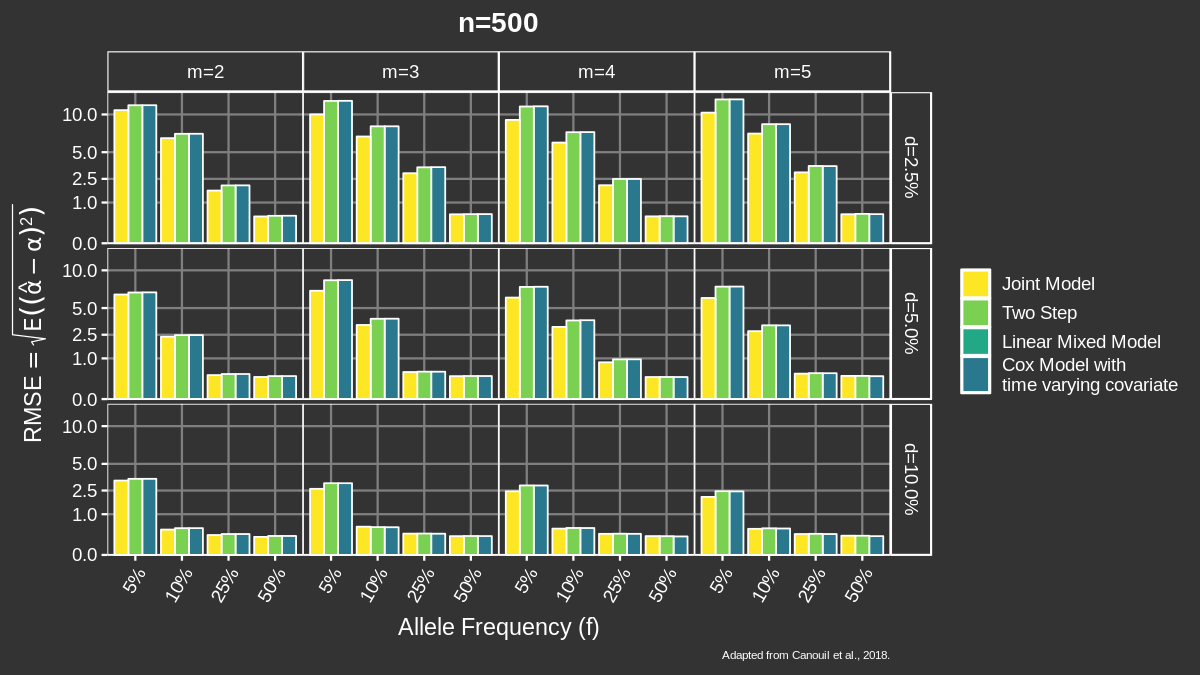 n=500
m=2 m=3 m=4 m=5
10.0
5.0
2.5
1.0
0.0
d=2.5%
10.0
5.0
2.5
1.0
0.0
d=5.0%
10.0
5.0
2.5
1.0
0.0
d=10.0%
RMSE = √E((α̂ − α)²)
5% 10% 25% 50% 5% 10% 25% 50% 5% 10% 25% 50% 5% 10% 25% 50%
Allele Frequency (f)
Joint Model
Two Step
Linear Mixed Model
Cox Model with
time varying covariate
Adapted from Canouil et al., 2018.